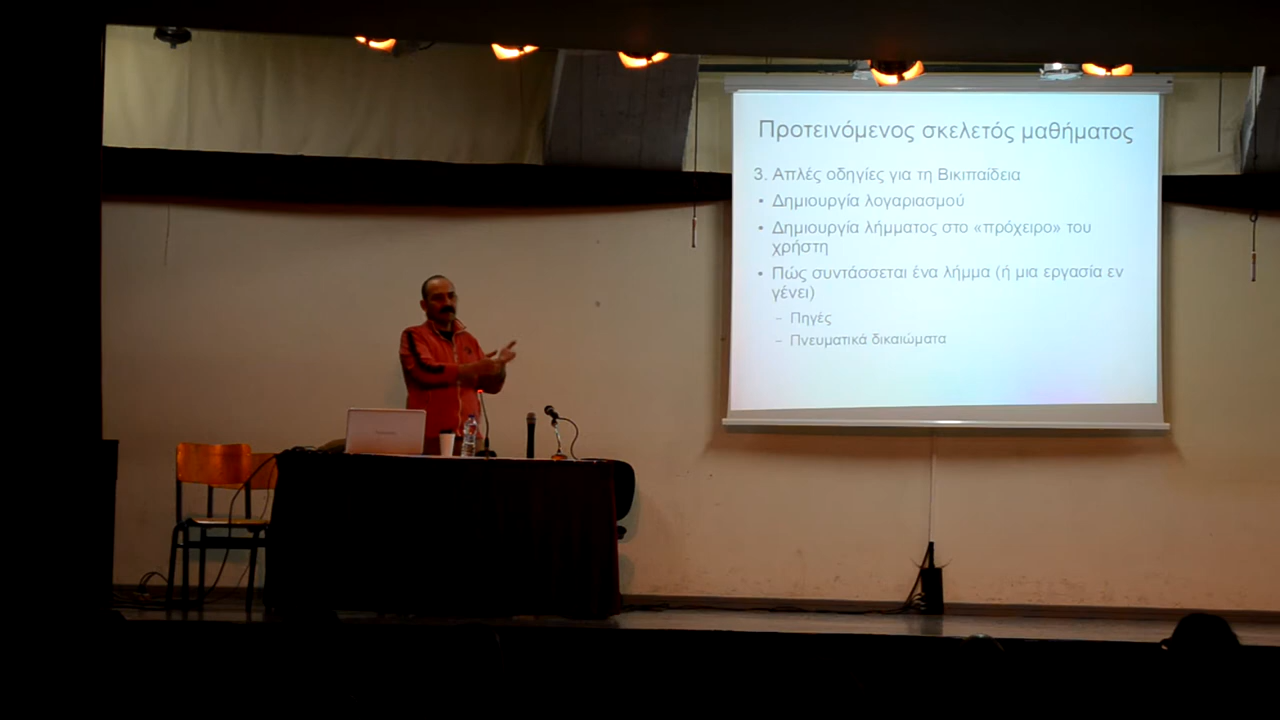 Προτεινόμενος σκελετός μαθήματος
3. Απλές οδηγίες για τη Βικιπαίδεια
• Δημιουργία λογαριασμού
• Δημιουργία λήμματος στο «πρόχειρο» του
χρήστη
• Πώς συντάσσεται ένα λήμμα (ή μια εργασία εν
γένει)
– Πηγές
– Πνευματικά δικαιώματα